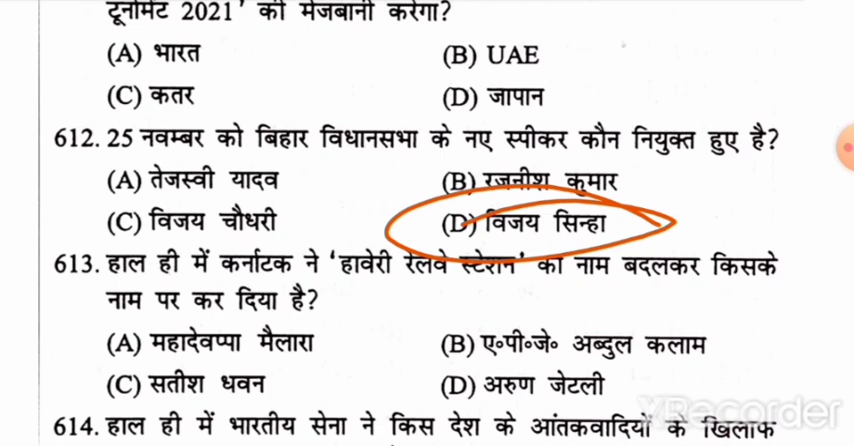 टूर्नामेंट 2021' की मेजबानी करेगा?
(A) भारत (B) UAE
(C) कतर (D) जापान
612. 25 नवम्बर को बिहार विधानसभा के नए स्पीकर कौन नियुक्त हुए है?
(A) तेजस्वी यादव (B) रजनीश कुमार
(C) विजय चौधरी (D) विजय सिन्हा
613. हाल ही में कर्नाटक ने 'हावेरी रेलवे स्टेशन' का नाम बदलकर किसके
नाम पर कर दिया है?
(A) महादेवप्पा मैलारा (B) ए॰पी॰जे॰ अब्दुल कलाम
(C) सतीश धवन (D) अरुण जेटली
XRecorder
614. हाल ही में भारतीय सेना ने किस देश के आंतकवादियों के खिलाफ